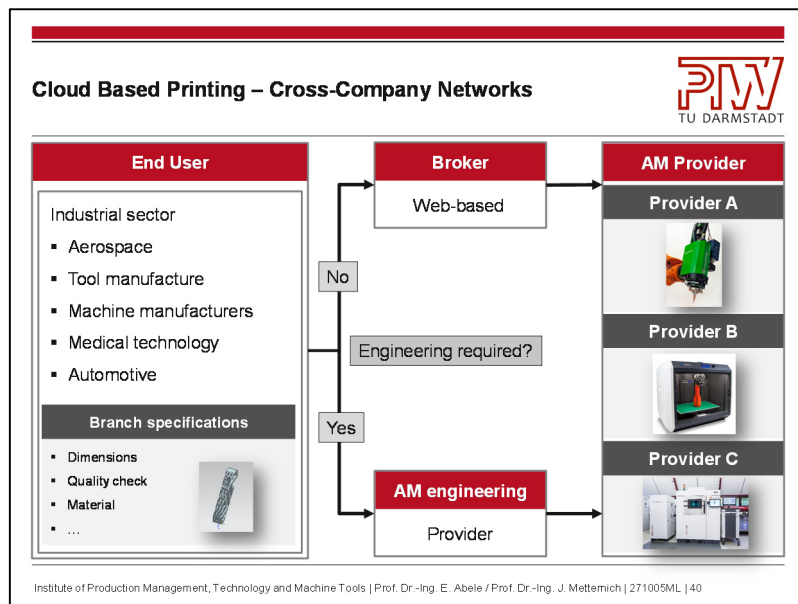 Cloud Based Printing – Cross-Company Networks
PTW
TU DARMSTADT
End User
Industrial sector
▪ Aerospace
▪ Tool manufacture
▪ Machine manufacturers
▪ Medical technology
▪ Automotive
Branch specifications
▪ Dimensions
▪ Quality check
▪ Material
▪ …
No
Engineering required?
Yes
Broker
Web-based
AM engineering
Provider
AM Provider
Provider A
Provider B
Provider C
Institute of Production Management, Technology and Machine Tools | Prof. Dr.-Ing. E. Abele / Prof. Dr.-Ing. J. Metternich | 271005ML | 40